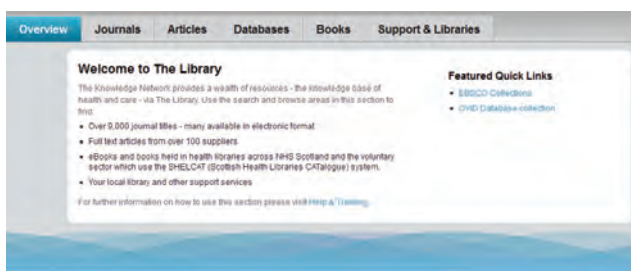 Overview Journals Articles Databases Books Support & Libraries
Welcome to The Library
The Knowledge Network provides a wealth of resources - the knowledge base of
health and care - via The Library. Use the search and browse areas in this section to
find:
• Over 9,000 journal titles - many available in electronic format
• Full text articles from over 100 suppliers
• eBooks and books held in health libraries across NHS Scotland and the voluntary
sector which use the SHELCAT (Scottish Health Libraries CATalogue) system.
• Your local library and other support services
For further information on how to use this section please visit Help & Training.
Featured Quick Links
• EBSCO Collections
• OVID Database collection